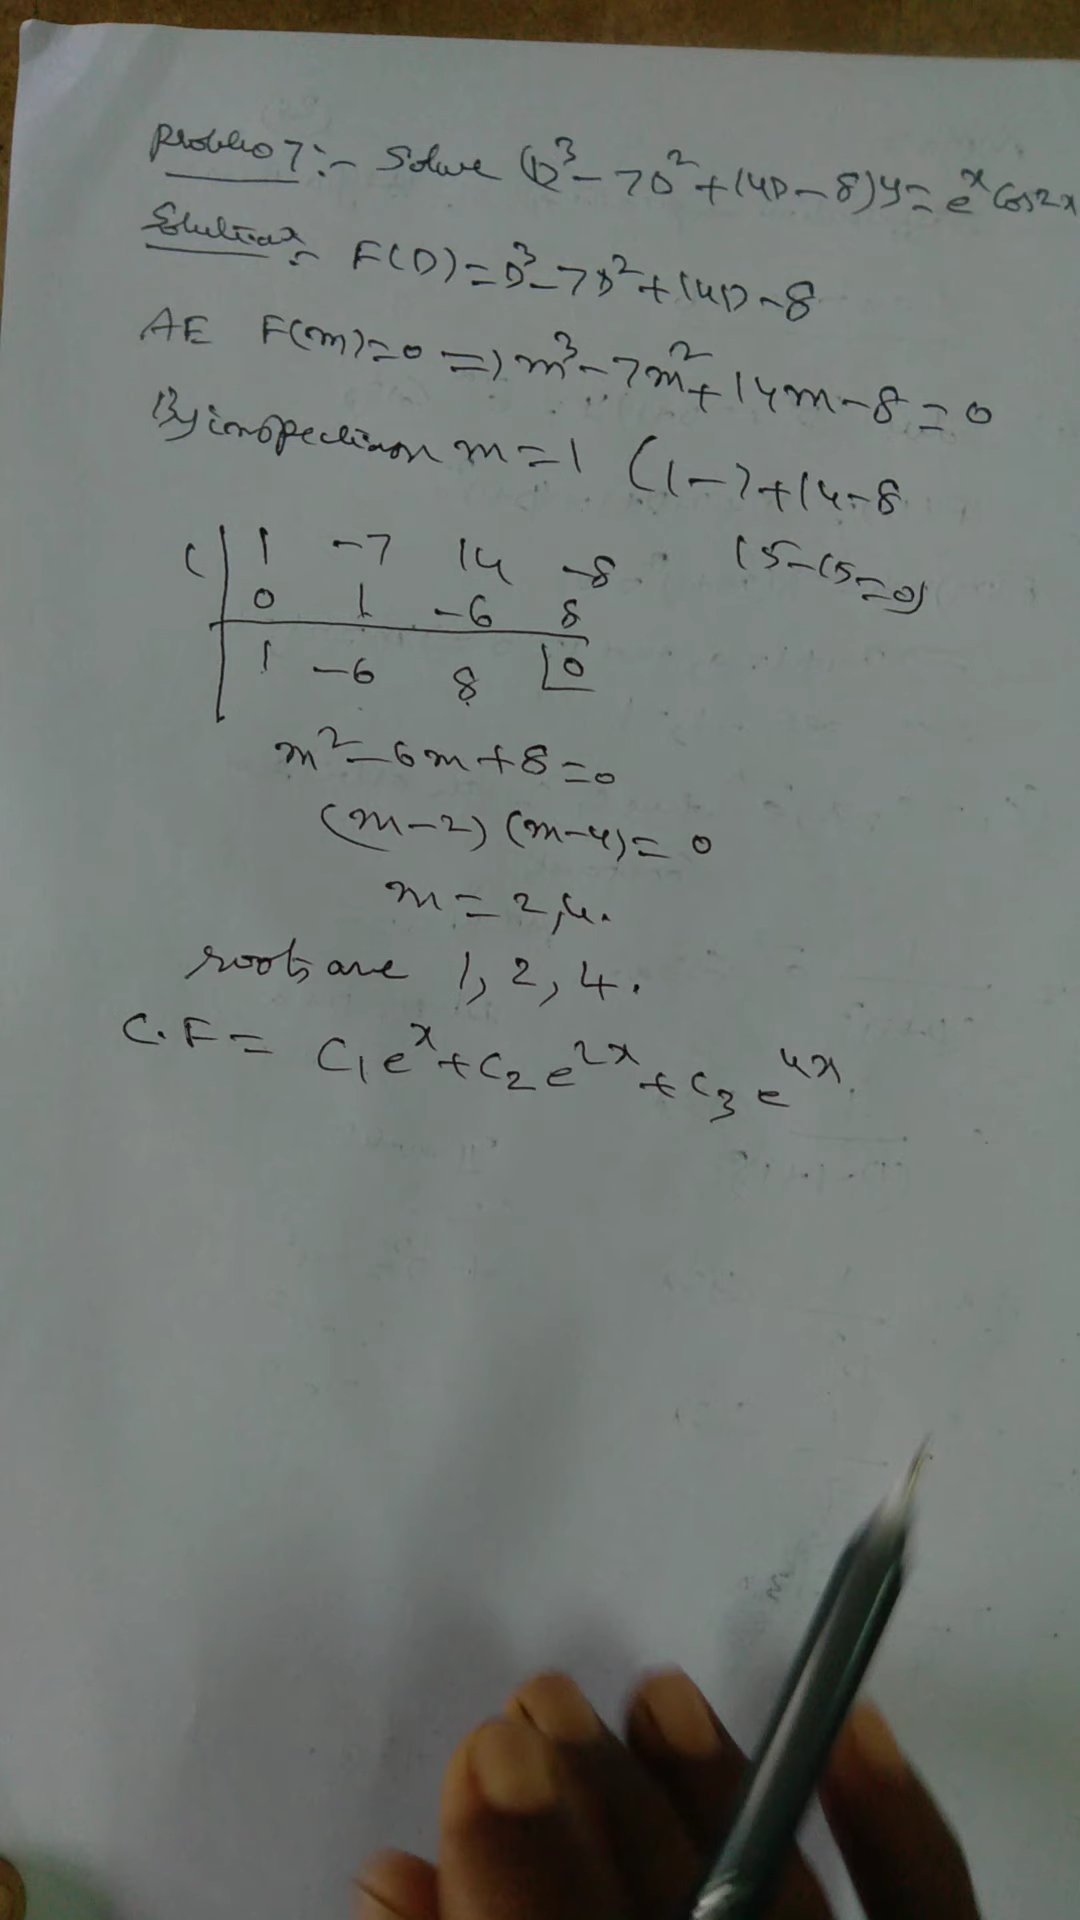 Problem 7:- Solve (D³ - 7D² + 14D - 8)y = eˣ Cos2x
Solution:- F(D) = D³ - 7D² + 14D - 8
AE F(m) = 0 => m³ - 7m² + 14m - 8 = 0
By inspection m = 1 (1 - 7 + 14 - 8
15 - 15 = 0)
1 | 1 -7 14 -8
0 1 -6 8
1 -6 8 |0
m² - 6m + 8 = 0
(m - 2) (m - 4) = 0
m = 2, 4.
roots are 1, 2, 4.
C.F = C₁eˣ + C₂e²ˣ + C₃e⁴ˣ.